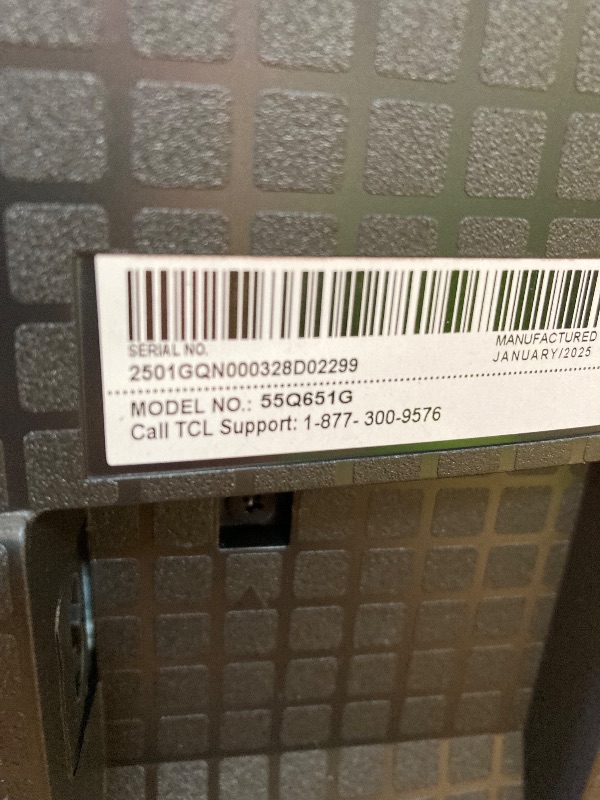 SERIAL NO.
2501GQN000328D02299
MANUFACTURED
JANUARY/2025
MODEL NO.: 55Q651G
Call TCL Support: 1-877- 300-9576